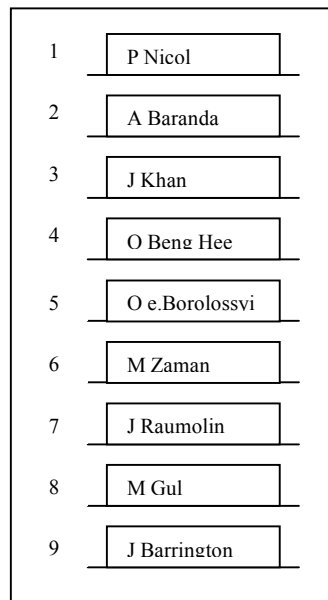 1 P Nicol
2 A Baranda
3 J Khan
4 O Beng Hee
5 O e.Borolossvi
6 M Zaman
7 J Raumolin
8 M Gul
9 J Barrington